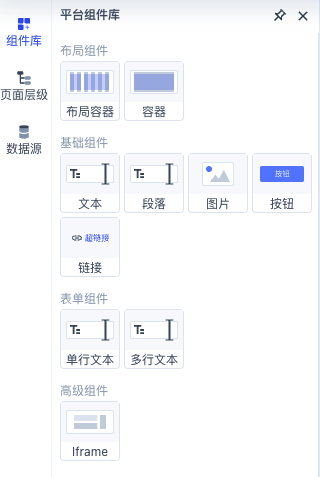 平台组件库
组件库
页面层级
数据源
布局组件
布局容器
容器
基础组件
文本
段落
图片
按钮
按钮
超链接
链接
表单组件
单行文本
多行文本
高级组件
Iframe